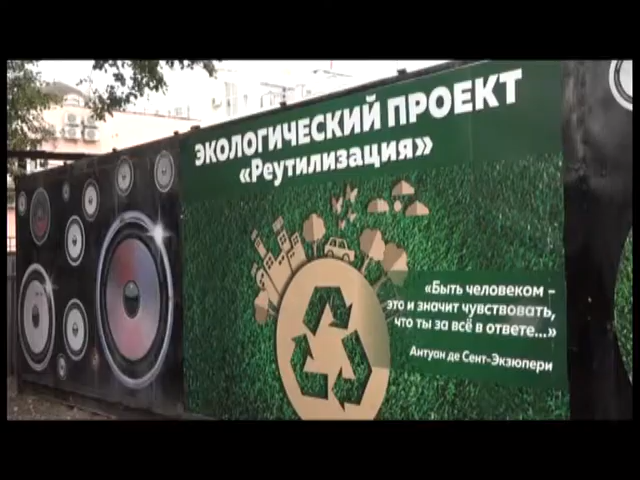 ЭКОЛОГИЧЕСКИЙ ПРОЕКТ
«Реутилизация»
«Быть человеком –
это и значит чувствовать,
что ты за всё в ответе...»
Антуан де Сент-Экзюпери